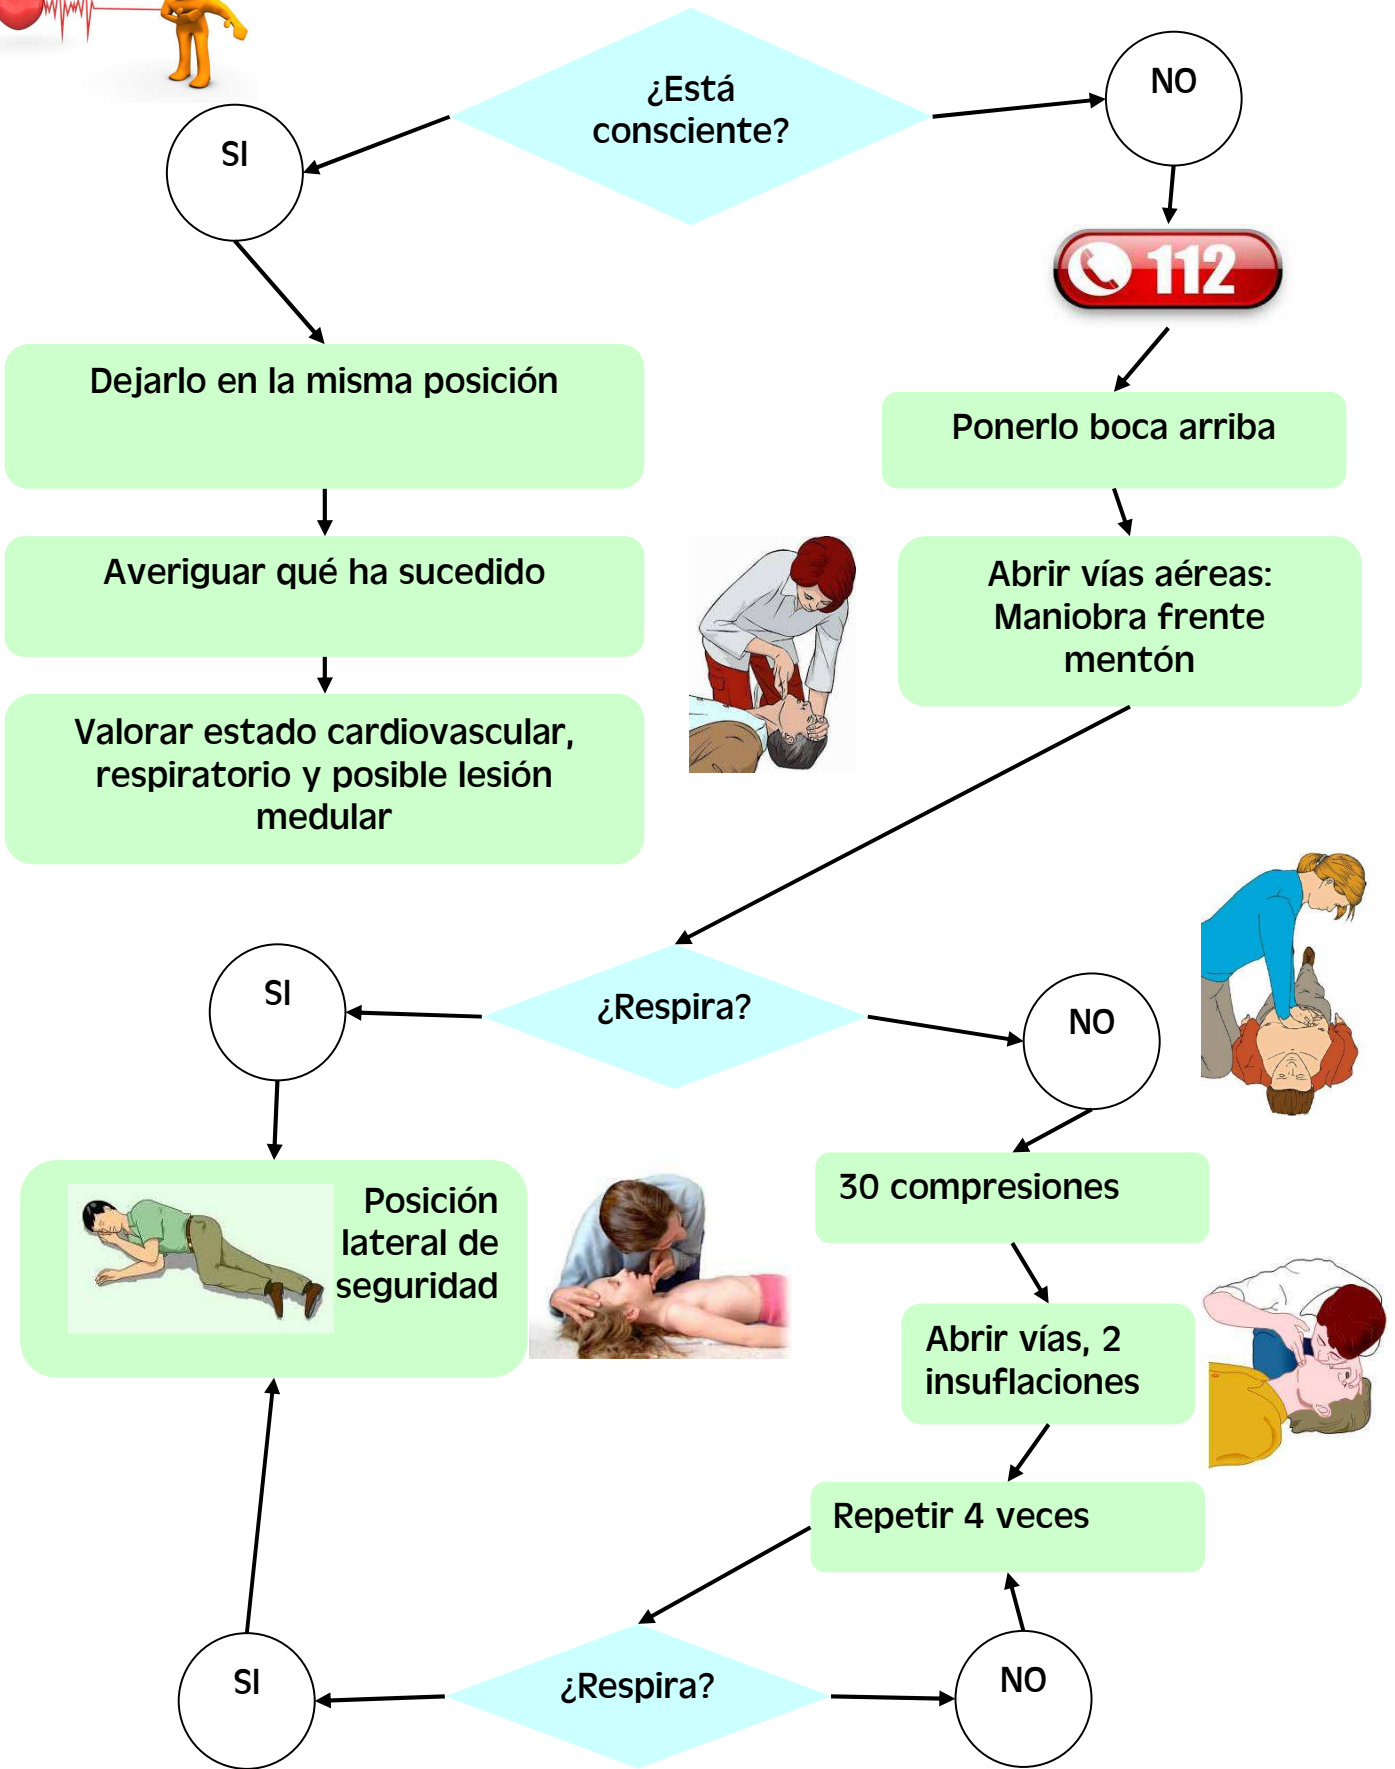 ¿Está
consciente?
NO
SI
112
Dejarlo en la misma posición
Ponerlo boca arriba
Averiguar qué ha sucedido
Abrir vías aéreas:
Maniobra frente
mentón
Valorar estado cardiovascular,
respiratorio y posible lesión
medular
SI
¿Respira?
NO
Posición
lateral de
seguridad
30 compresiones
Abrir vías, 2
insuflaciones
Repetir 4 veces
SI
¿Respira?
NO